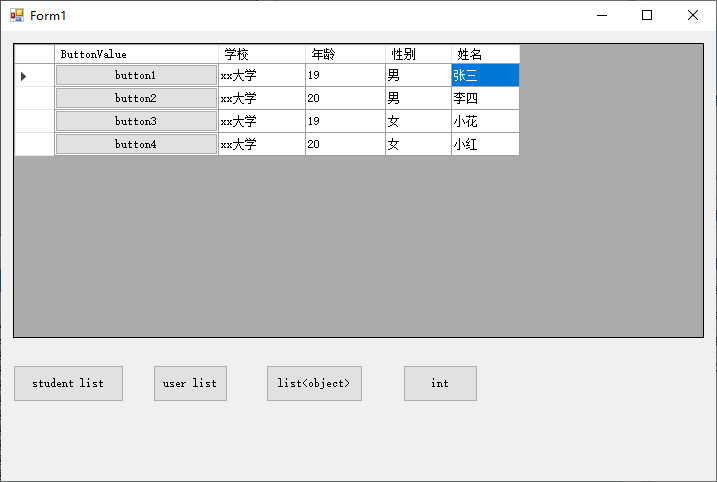 Form1
ButtonValue 学校 年龄 性别 姓名
button1 xx大学 19 男 张三
button2 xx大学 20 男 李四
button3 xx大学 19 女 小花
button4 xx大学 20 女 小红
student list user list list<object> int